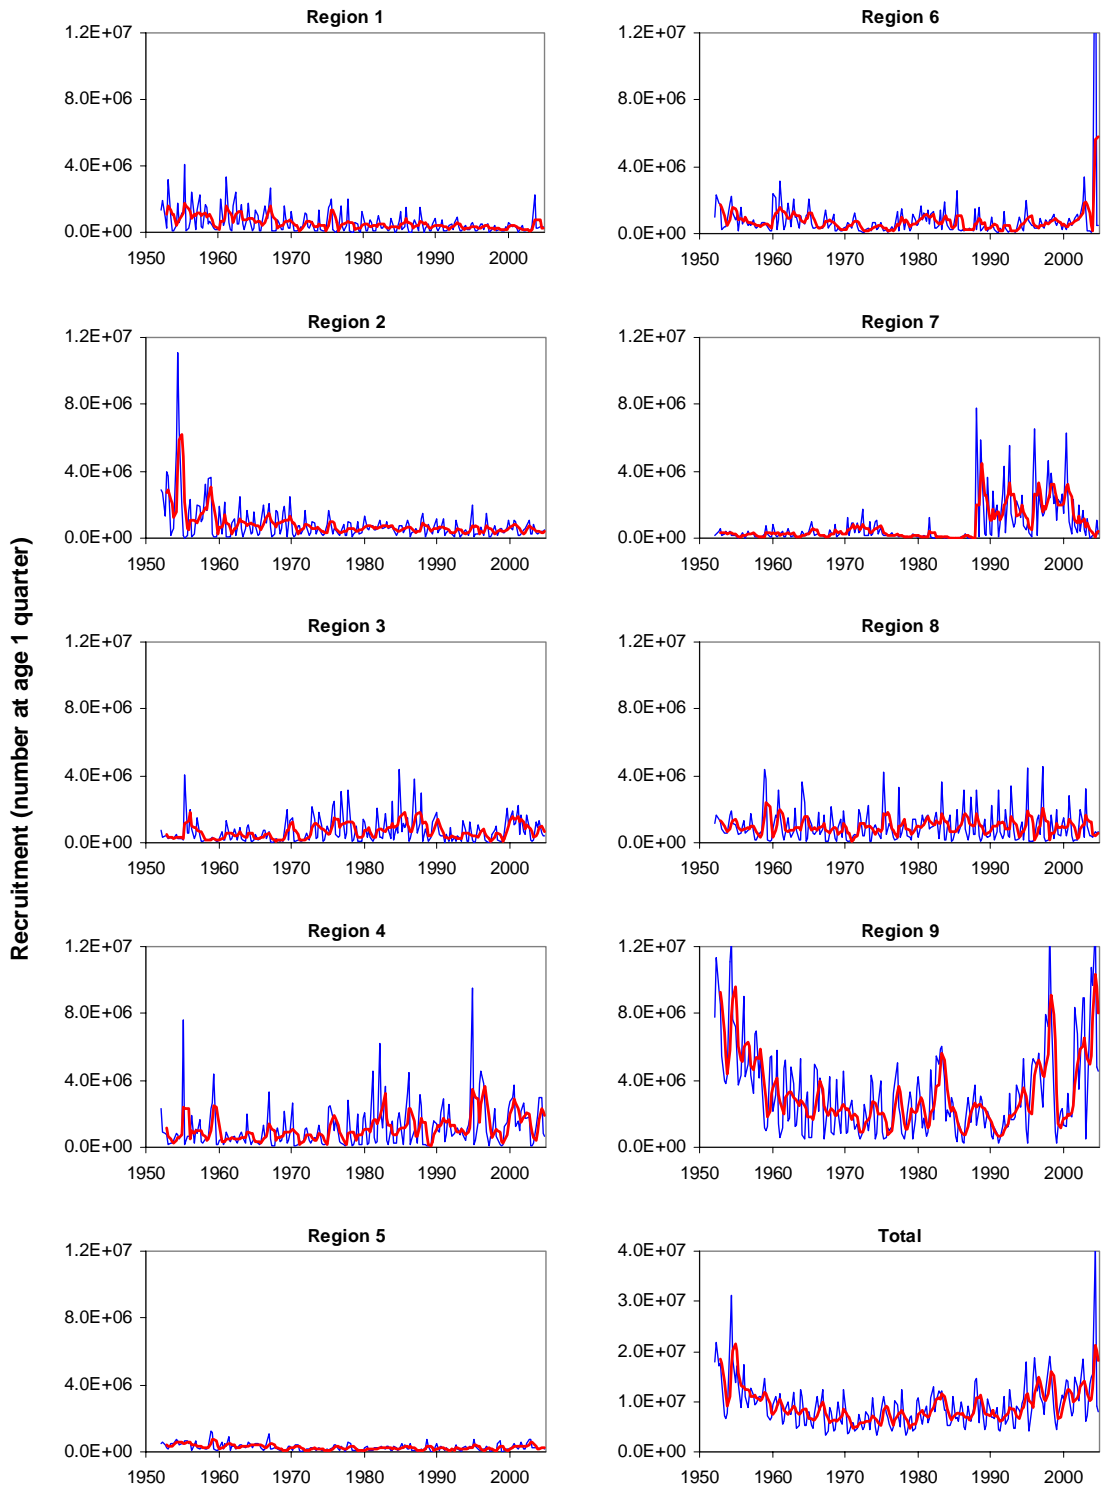 Recruitment (number at age 1 quarter)
Region 1
1.2E+07
8.0E+06
4.0E+06
0.0E+00
1950 1960 1970 1980 1990 2000
Region 6
1.2E+07
8.0E+06
4.0E+06
0.0E+00
1950 1960 1970 1980 1990 2000
Region 2
1.2E+07
8.0E+06
4.0E+06
0.0E+00
1950 1960 1970 1980 1990 2000
Region 7
1.2E+07
8.0E+06
4.0E+06
0.0E+00
1950 1960 1970 1980 1990 2000
Region 3
1.2E+07
8.0E+06
4.0E+06
0.0E+00
1950 1960 1970 1980 1990 2000
Region 8
1.2E+07
8.0E+06
4.0E+06
0.0E+00
1950 1960 1970 1980 1990 2000
Region 4
1.2E+07
8.0E+06
4.0E+06
0.0E+00
1950 1960 1970 1980 1990 2000
Region 9
1.2E+07
8.0E+06
4.0E+06
0.0E+00
1950 1960 1970 1980 1990 2000
Region 5
1.2E+07
8.0E+06
4.0E+06
0.0E+00
1950 1960 1970 1980 1990 2000
Total
4.0E+07
3.0E+07
2.0E+07
1.0E+07
0.0E+00
1950 1960 1970 1980 1990 2000